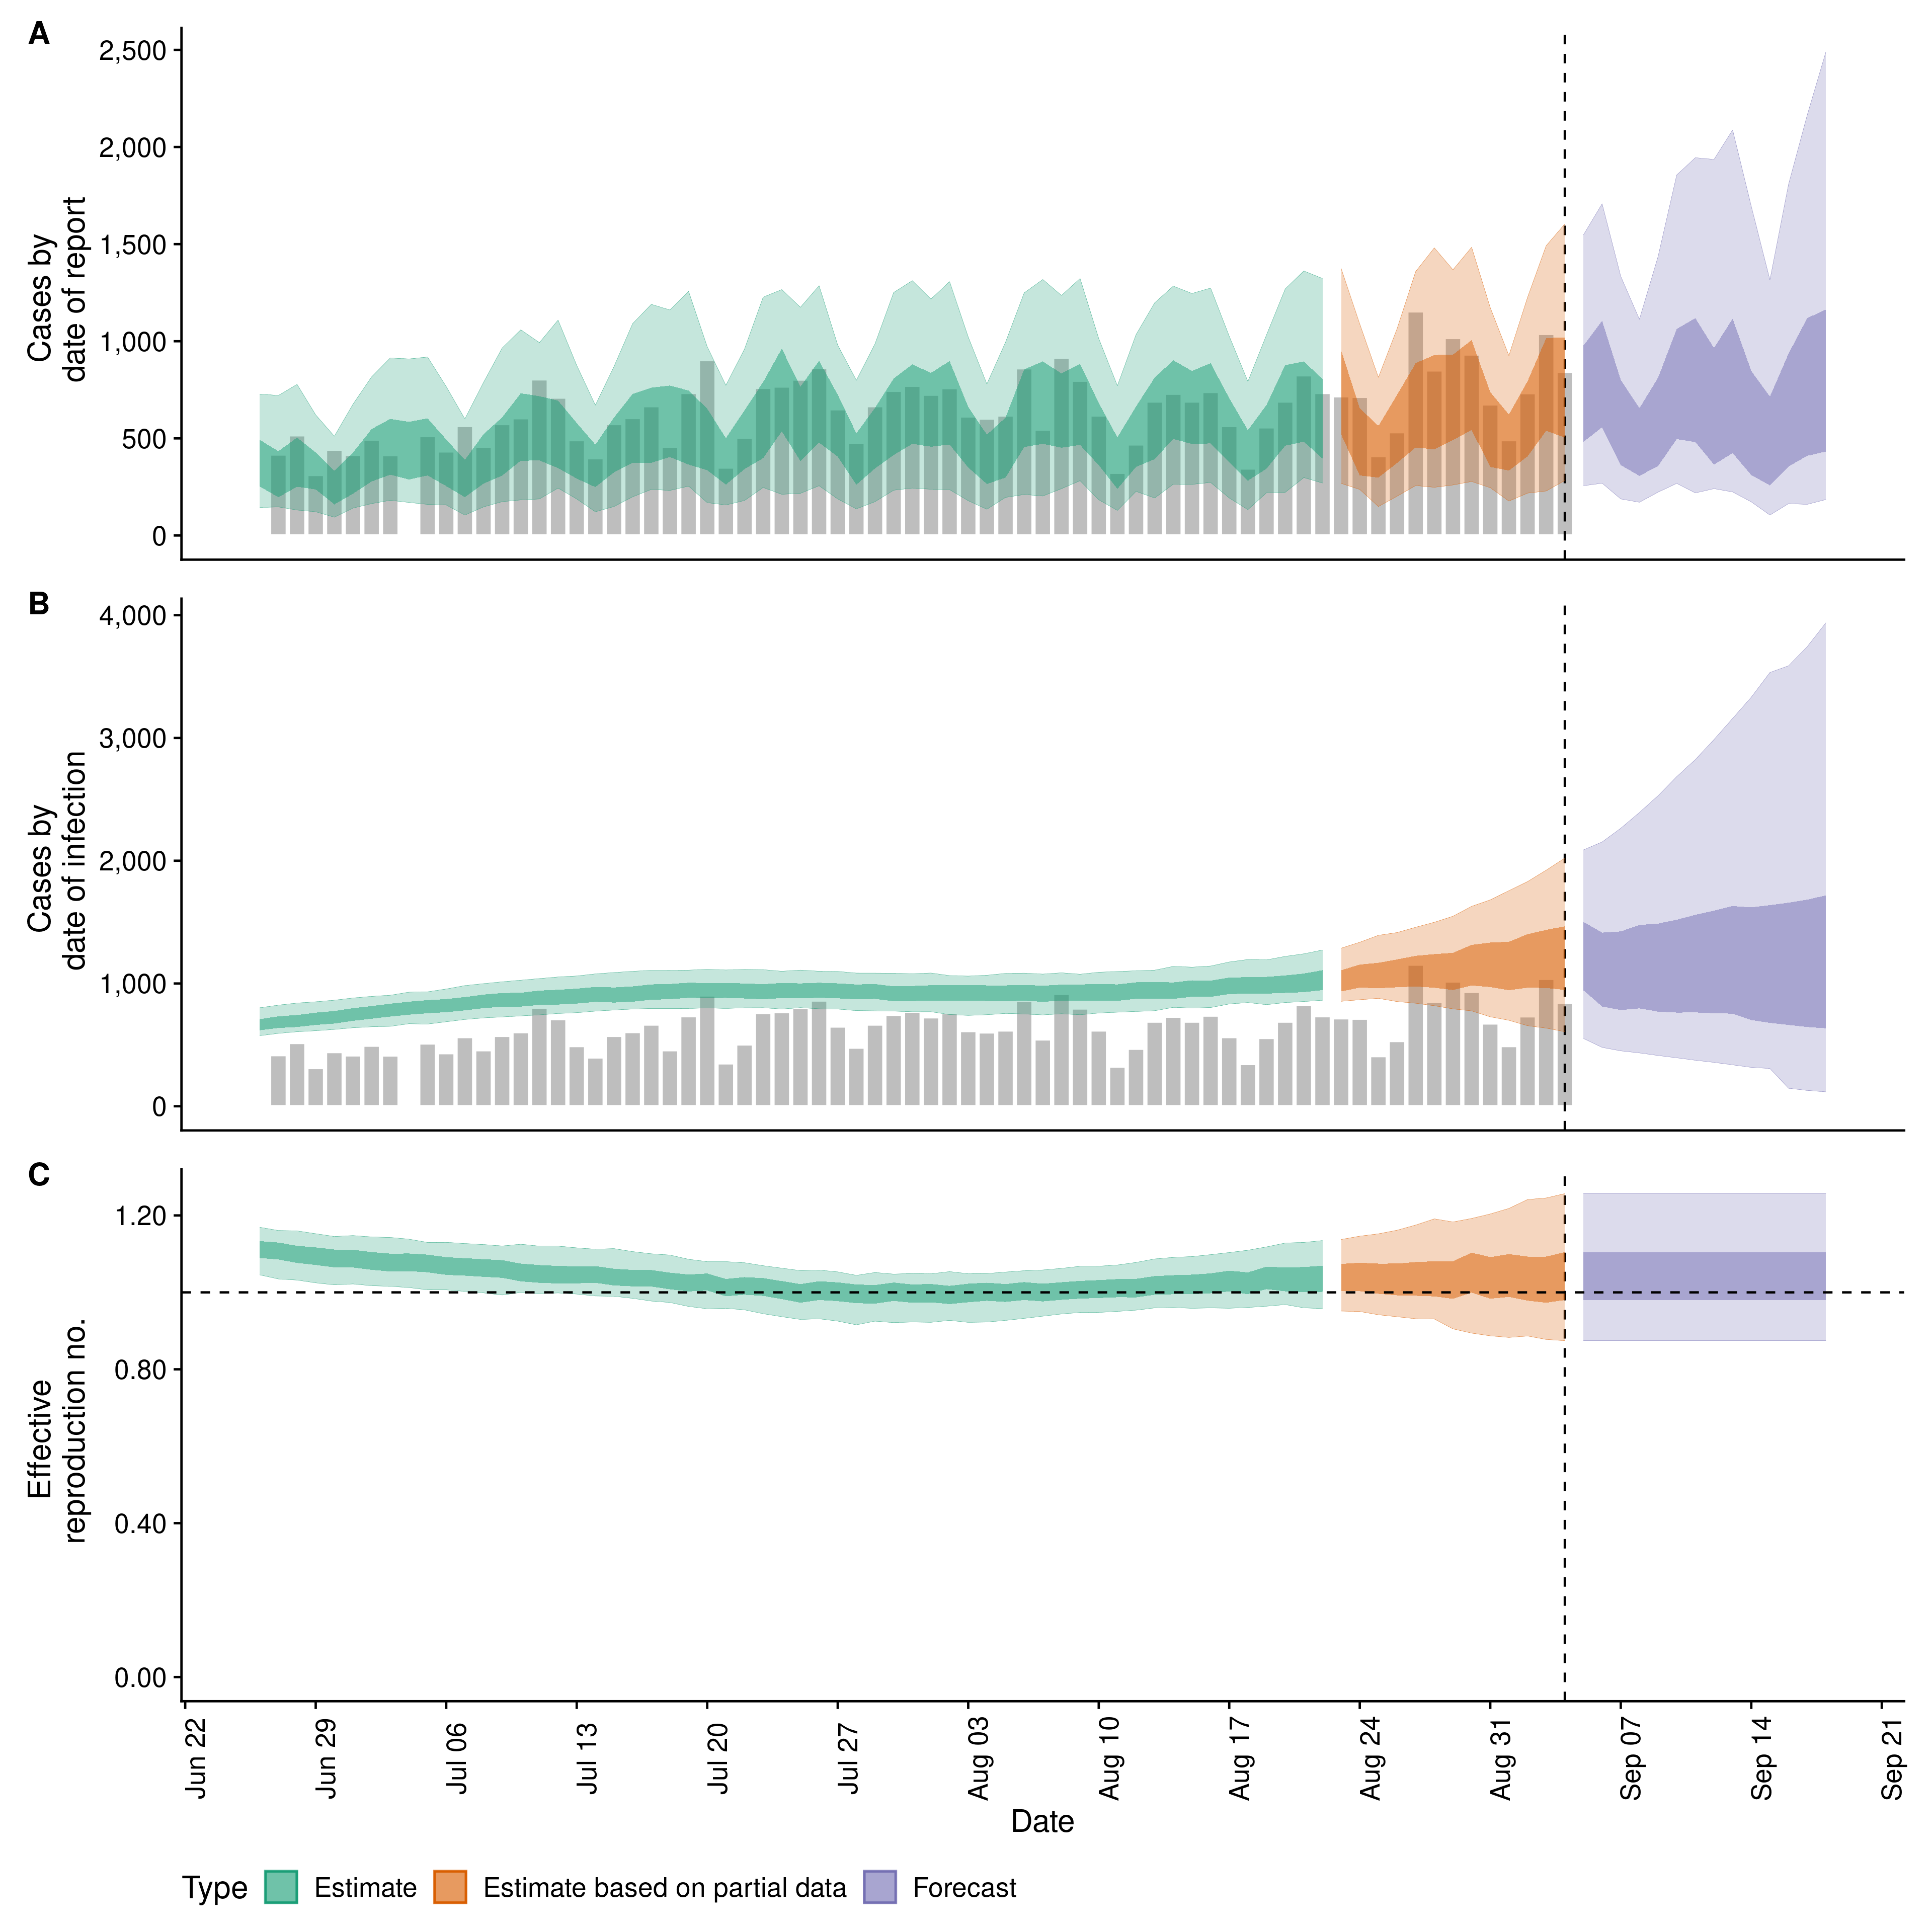 A
2,500
2,000
1,500
1,000
500
0
Cases by
date of report
B
4,000
3,000
2,000
1,000
0
Cases by
date of infection
C
1.20
0.80
0.40
0.00
Effective
reproduction no.
Jun 22
Jun 29
Jul 06
Jul 13
Jul 20
Jul 27
Aug 03
Aug 10
Aug 17
Aug 24
Aug 31
Sep 07
Sep 14
Sep 21
Date
Type Estimate Estimate based on partial data Forecast